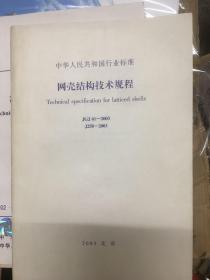 中华人民共和国行业标准
网壳结构技术规程
Technical specification for latticed shells
JGJ 61-2003
J258-2003
2003 北京